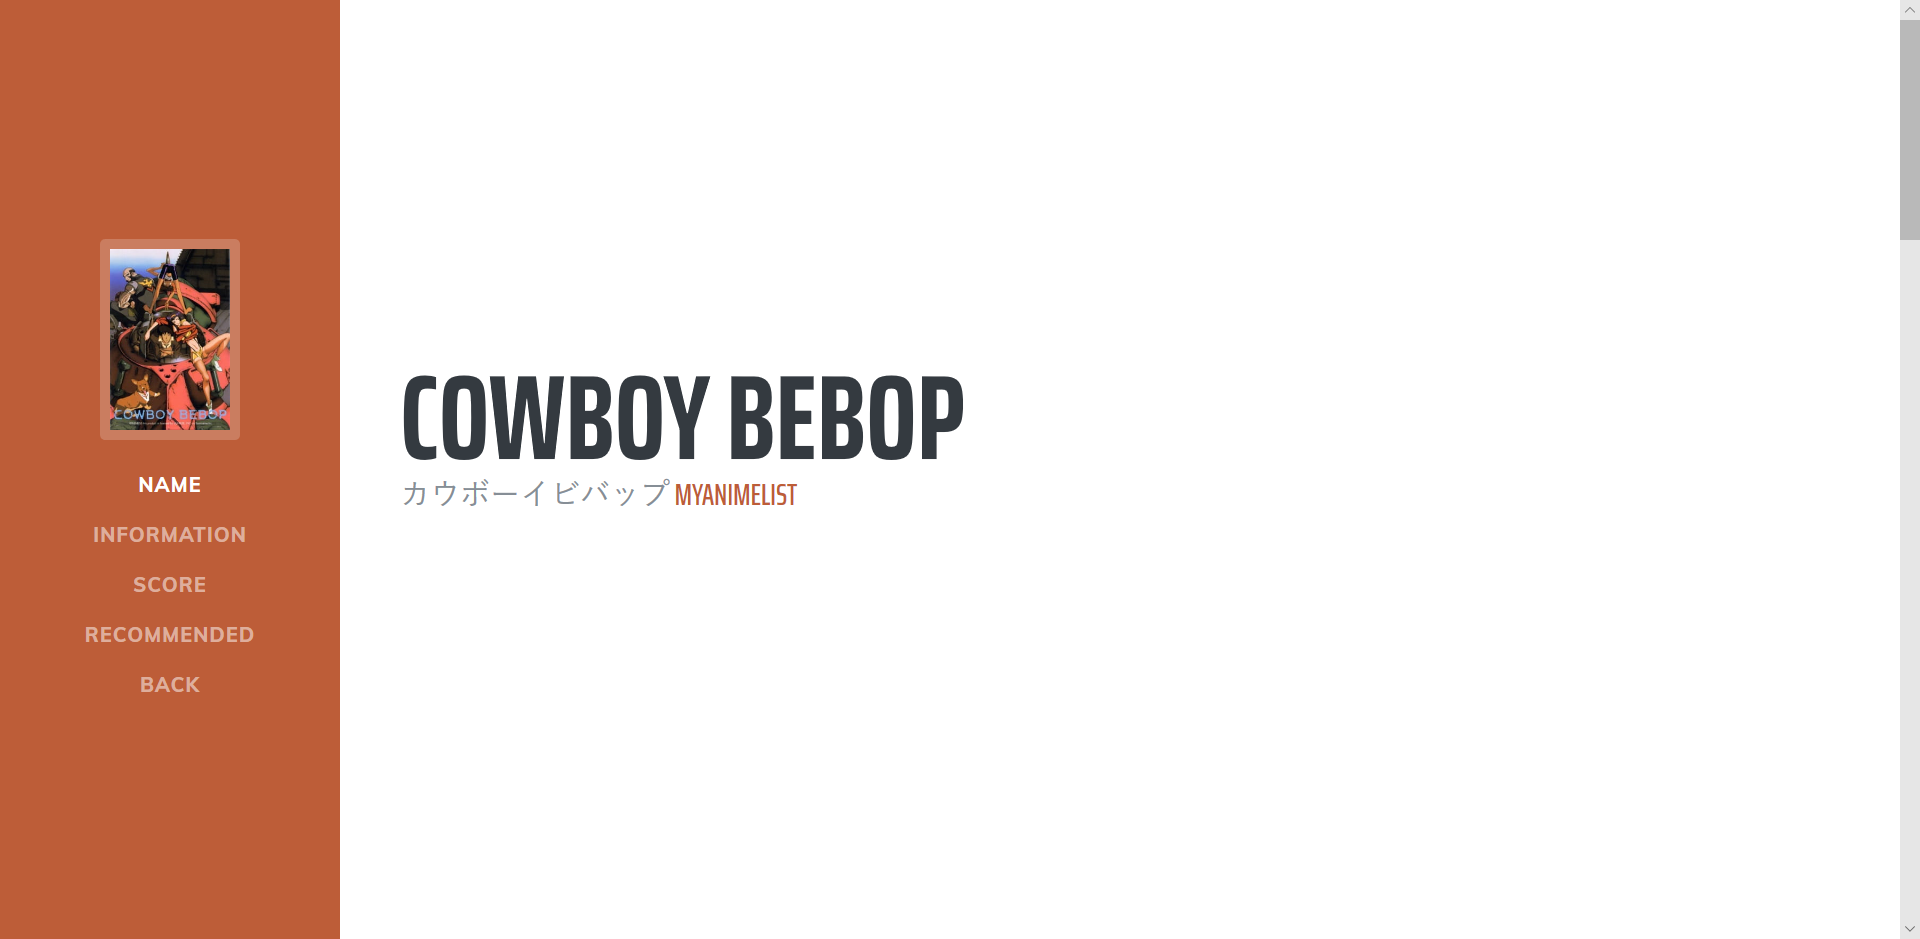 COWBOY BEBOP
NAME
INFORMATION
SCORE
RECOMMENDED
BACK
COWBOY BEBOP
カウボーイビバップ MYANIMELIST